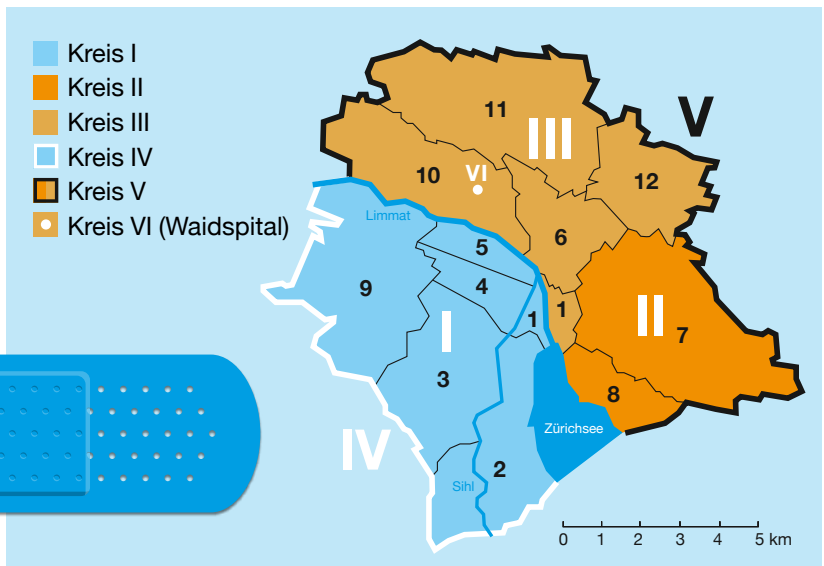 Kreis I
Kreis II
Kreis III
Kreis IV
Kreis V
Kreis VI (Waidspital)
11
V
III
10
VI
12
Limmat
5
6
9
4
1
1
II
7
I
3
8
IV
Zürichsee
2
Sihl
0 1 2 3 4 5 km